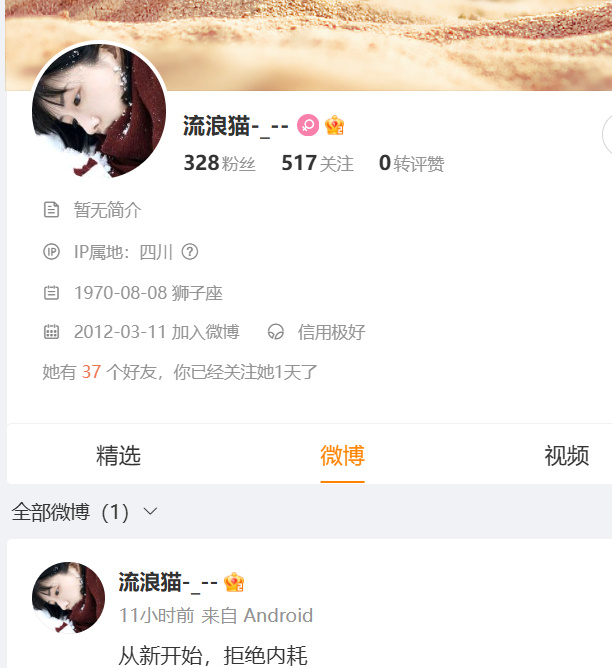 流浪猫-_--
328粉丝 517关注 0转评赞
暂无简介
IP属地：四川
1970-08-08 狮子座
2012-03-11 加入微博 信用极好
她有 37 个好友，你已经关注她1天了
精选 微博 视频
全部微博（1）
流浪猫-_--
11小时前 来自 Android
从新开始，拒绝内耗